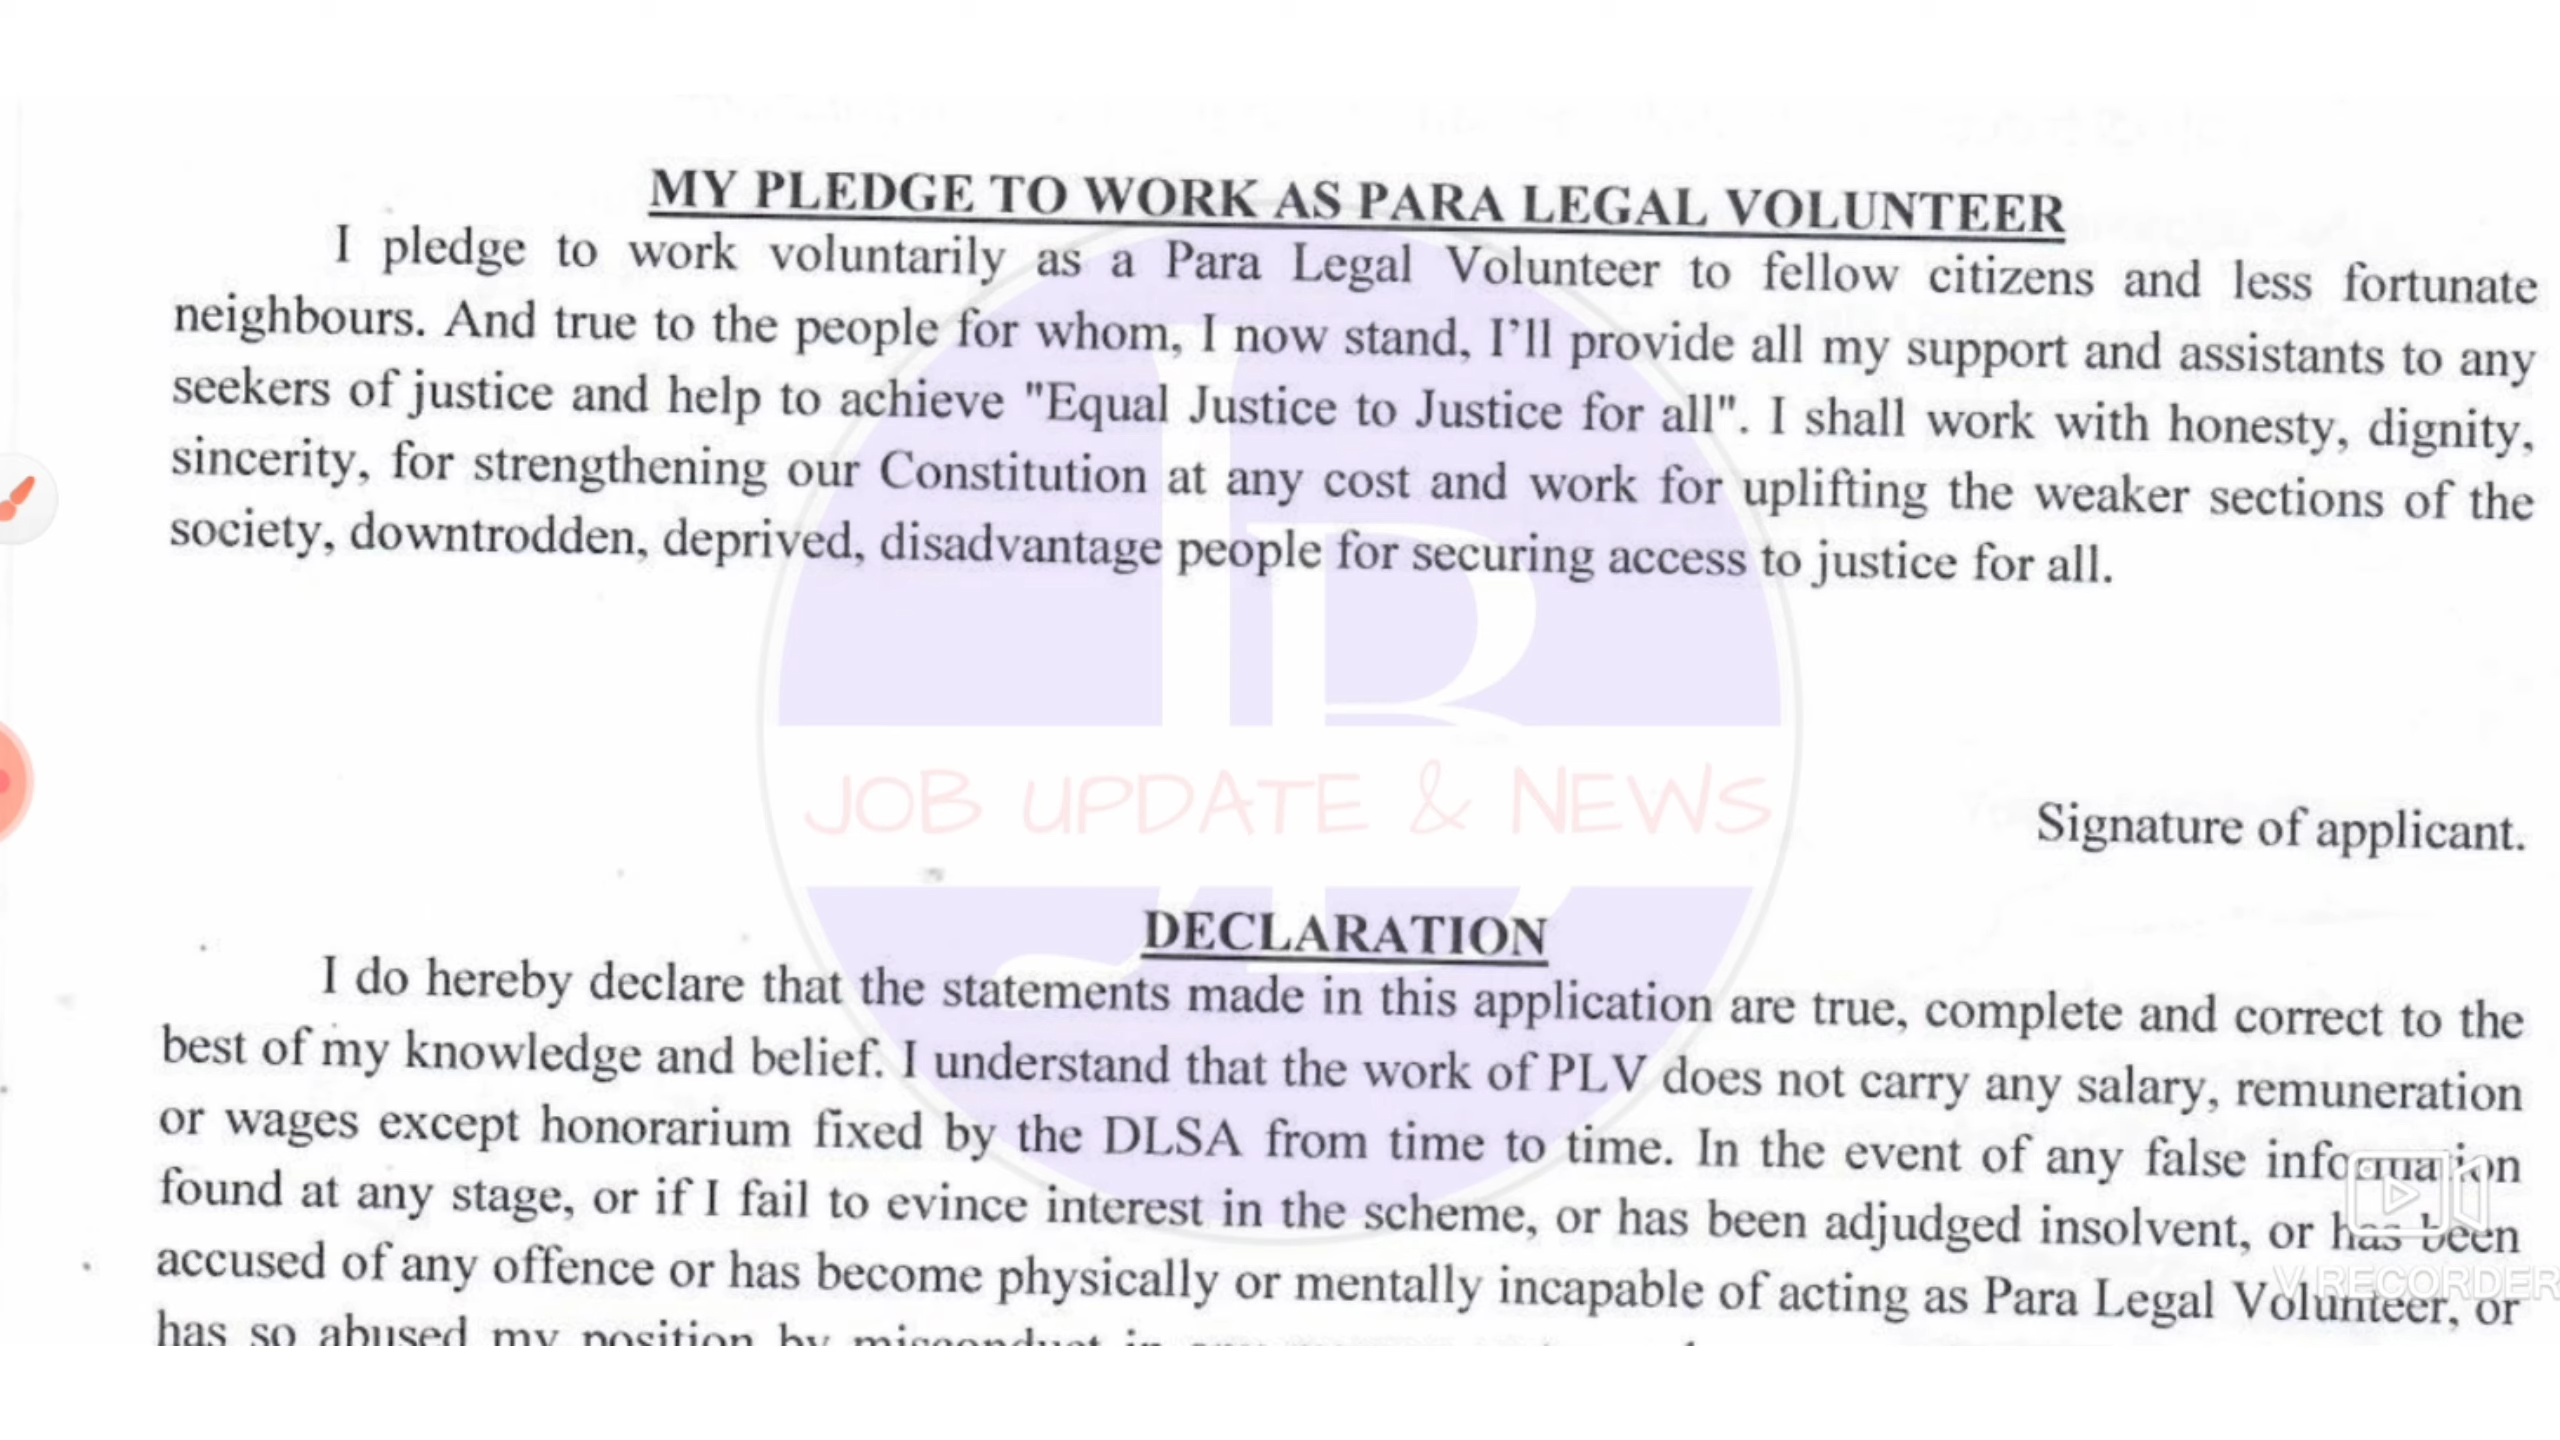 MY PLEDGE TO WORK AS PARA LEGAL VOLUNTEER
I pledge to work voluntarily as a Para Legal Volunteer to fellow citizens and less fortunate
neighbours. And true to the people for whom, I now stand, I'll provide all my support and assistants to any
seekers of justice and help to achieve "Equal Justice to Justice for all". I shall work with honesty, dignity,
sincerity, for strengthening our Constitution at any cost and work for uplifting the weaker sections of the
society, downtrodden, deprived, disadvantage people for securing access to justice for all.
JOB UPDATE & NEWS
Signature of applicant.
DECLARATION
I do hereby declare that the statements made in this application are true, complete and correct to the
best of my knowledge and belief. I understand that the work of PLV does not carry any salary, remuneration
or wages except honorarium fixed by the DLSA from time to time. In the event of any false information
found at any stage, or if I fail to evince interest in the scheme, or has been adjudged insolvent, or has been
accused of any offence or has become physically or mentally incapable of acting as Para Legal Volunteer, or
V RECORDER
has so abused my position by misconduct in any